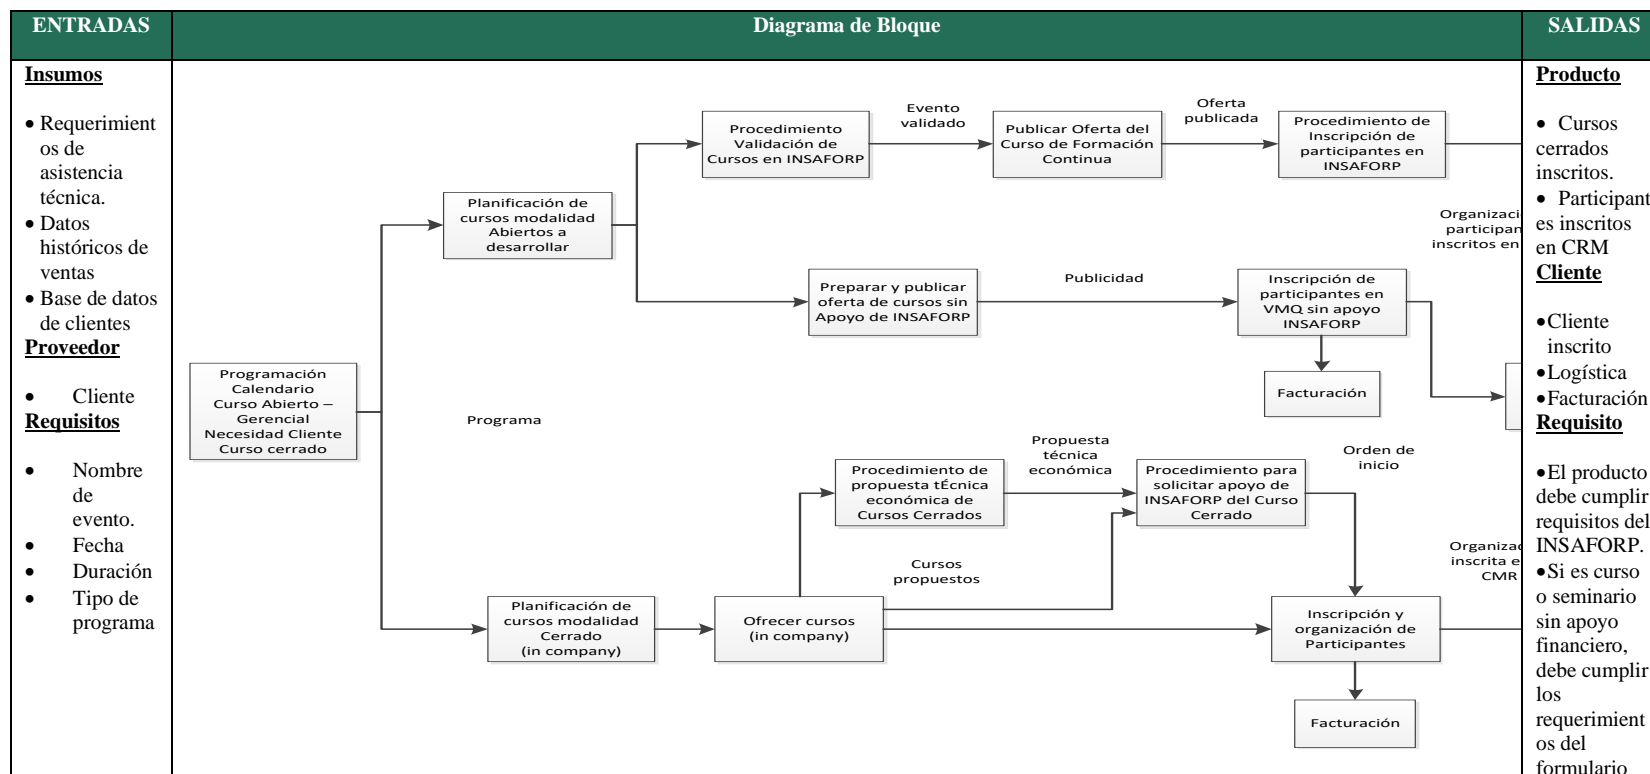 ENTRADAS
Diagrama de Bloque
SALIDAS
Insumos
• Requerimient
os de
asistencia
técnica.
• Datos
históricos de
ventas
• Base de datos
de clientes
Proveedor
• Cliente
Requisitos
• Nombre
de
evento.
• Fecha
• Duración
• Tipo de
programa
Programación
Calendario
Curso Abierto –
Gerencial
Necesidad Cliente
Curso cerrado
Programa
Planificación de
cursos modalidad
Abiertos a
desarrollar
Procedimiento
Validación de
Cursos en INSAFORP
Evento
validado
Publicar Oferta del
Curso de Formación
Continua
Oferta
publicada
Procedimiento de
Inscripción de
participantes en
INSAFORP
Organizaci
participan
inscritos en
Preparar y publicar
oferta de cursos sin
Apoyo de INSAFORP
Publicidad
Inscripción de
participantes en
VMQ sin apoyo
INSAFORP
Facturación
Planificación de
cursos modalidad
Cerrado
(in company)
Ofrecer cursos
(in company)
Procedimiento de
propuesta tÉcnica
económica de
Cursos Cerrados
Propuesta
técnica
económica
Cursos
propuestos
Procedimiento para
solicitar apoyo de
INSAFORP del Curso
Cerrado
Orden de
inicio
Inscripción y
organización de
Participantes
Organizac
inscrita e
CMR
Facturación
Producto
• Cursos
cerrados
inscritos.
• Participant
es inscritos
en CRM
Cliente
• Cliente
inscrito
• Logística
• Facturación
Requisito
• El producto
debe cumplir
requisitos del
INSAFORP.
• Si es curso
o seminario
sin apoyo
financiero,
debe cumplir
los
requerimient
os del
formulario